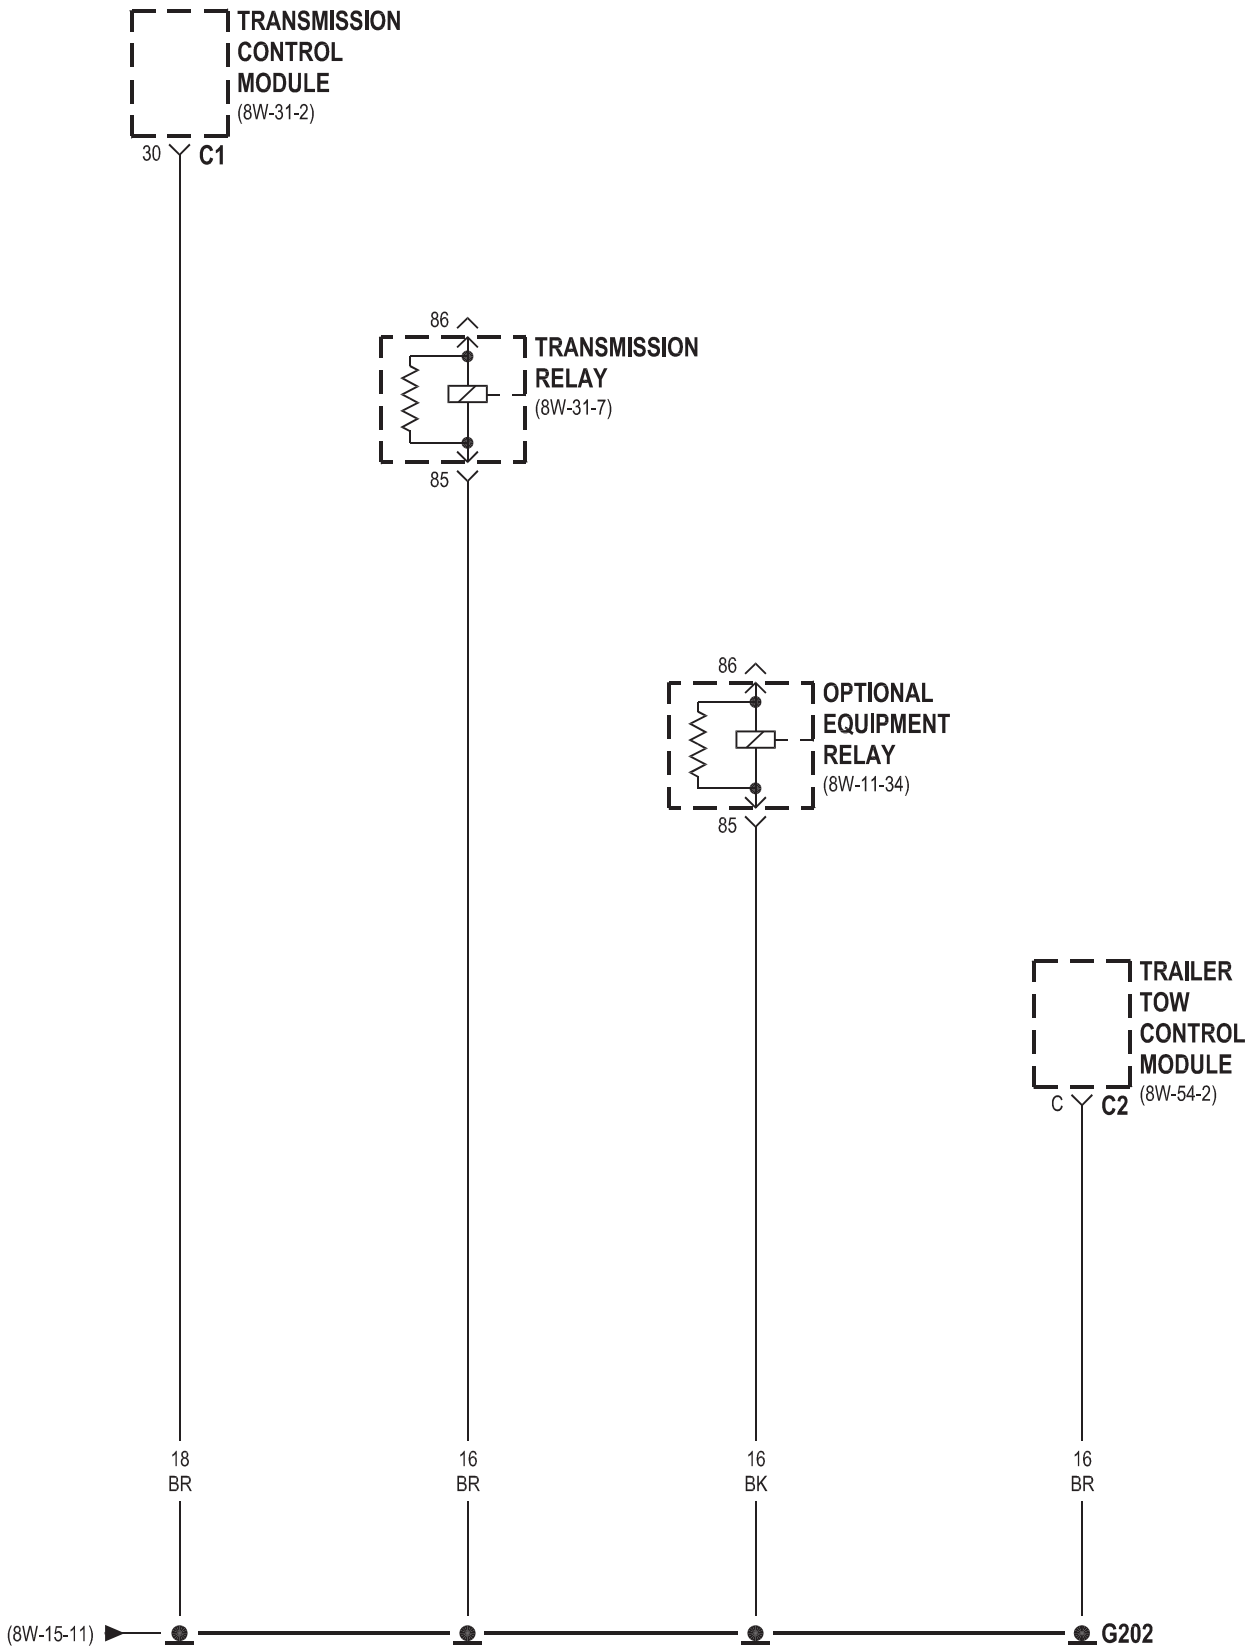 TRANSMISSION
CONTROL
MODULE
(8W-31-2)
30
C1
86
TRANSMISSION
RELAY
(8W-31-7)
85
86
OPTIONAL
EQUIPMENT
RELAY
(8W-11-34)
85
TRAILER
TOW
CONTROL
MODULE
(8W-54-2)
C
C2
18
BR
16
BR
16
BK
16
BR
(8W-15-11)
G202